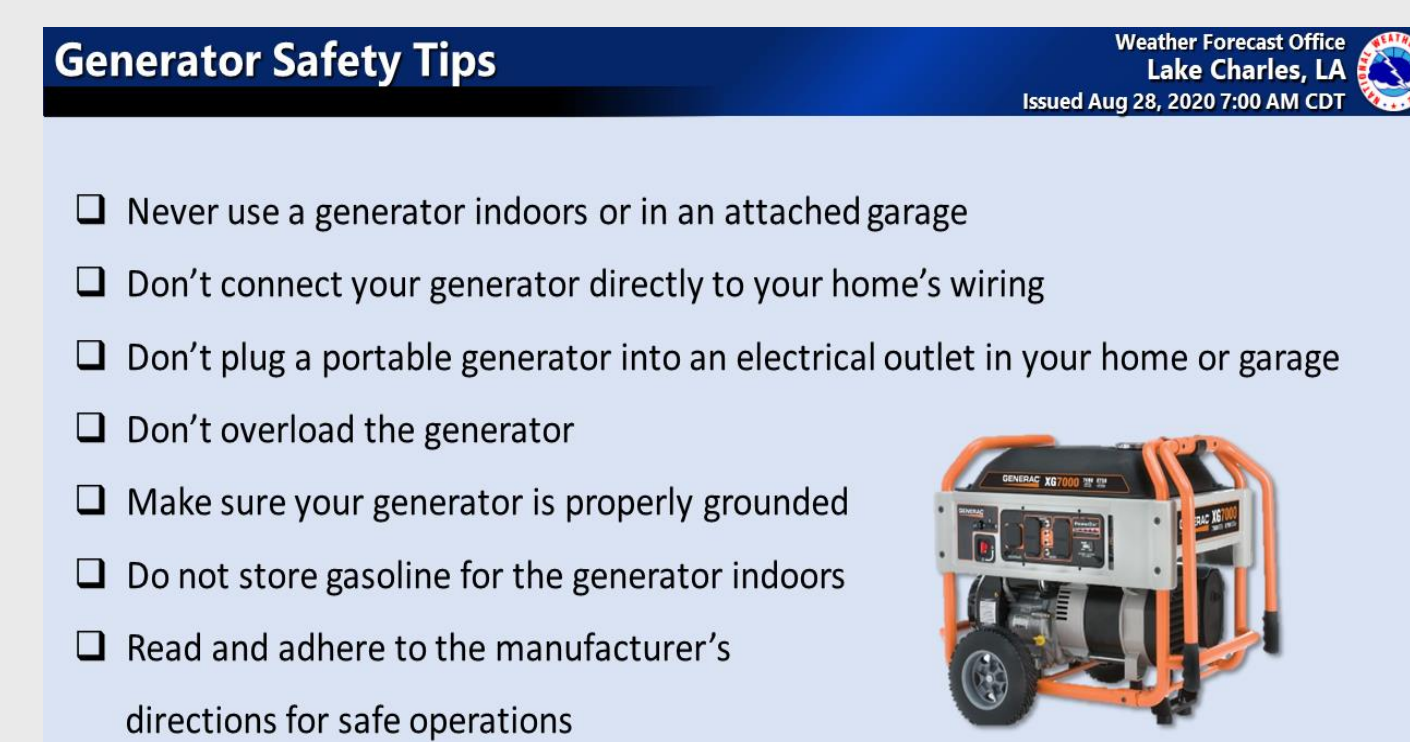 Generator Safety Tips
Weather Forecast Office
Lake Charles, LA
Issued Aug 28, 2020 7:00 AM CDT
Never use a generator indoors or in an attached garage
Don’t connect your generator directly to your home’s wiring
Don’t plug a portable generator into an electrical outlet in your home or garage
Don’t overload the generator
Make sure your generator is properly grounded
Do not store gasoline for the generator indoors
Read and adhere to the manufacturer’s
directions for safe operations
GENERAC XG7000
GENERAC
XG7000